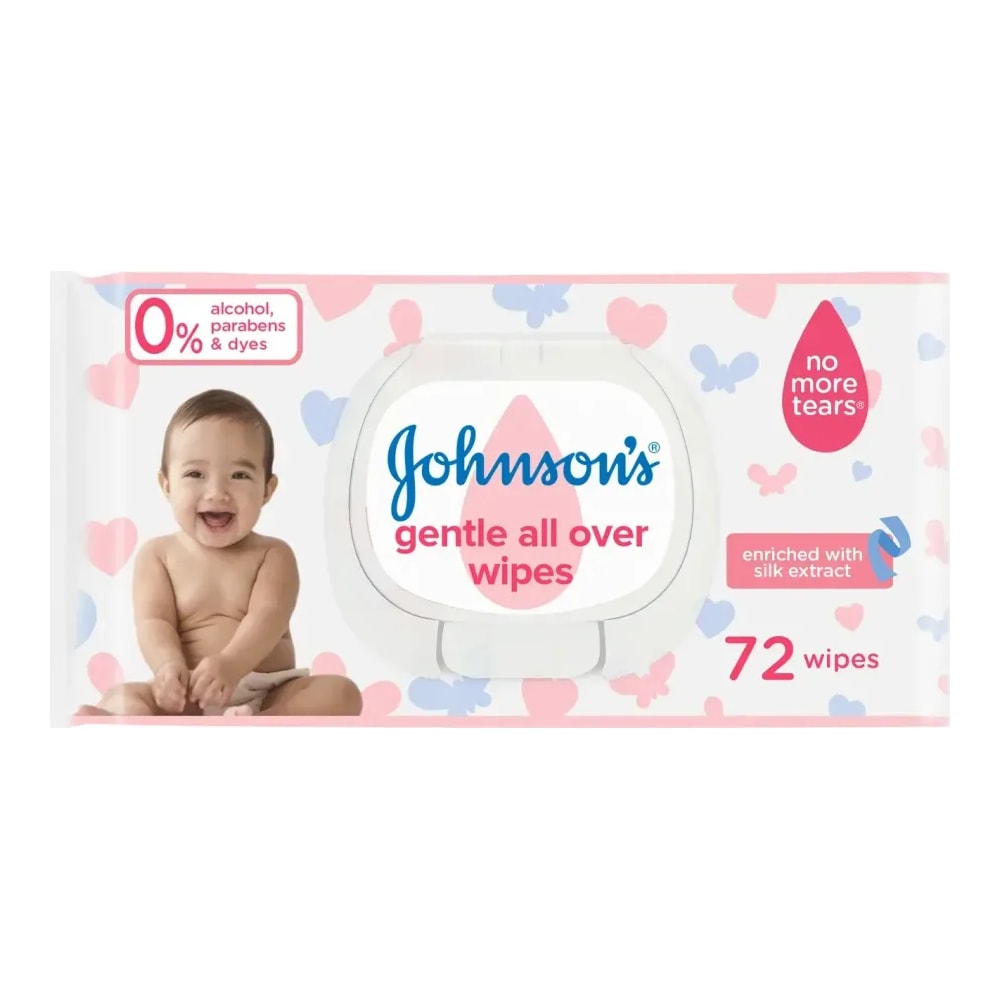 0%
alcohol,
parabens
& dyes
Johnson's®
gentle all over
wipes
no
more
tears®
enriched with
silk extract
72 wipes